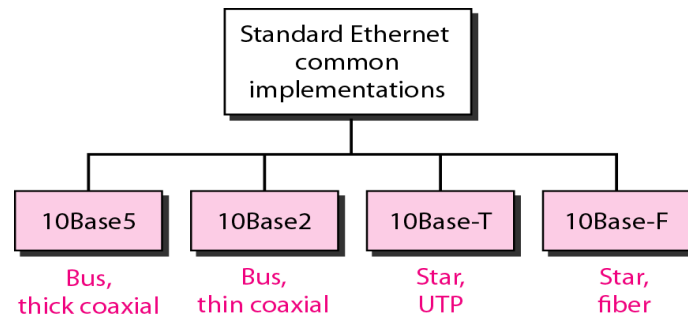 Standard Ethernet
common
implementations
10Base5
10Base2
10Base-T
10Base-F
Bus,
thick coaxial
Bus,
thin coaxial
Star,
UTP
Star,
fiber